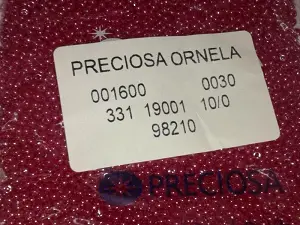 PRECIOSA ORNELA
001600 0030
331 19001 10/0
98210
PRECIOSA